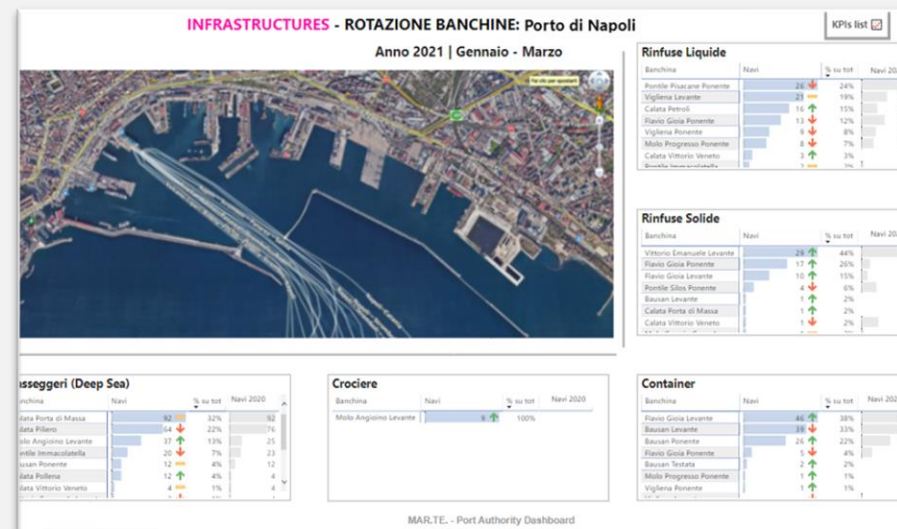 INFRASTRUCTURES - ROTAZIONE BANCHINE: Porto di Napoli
KPIs list
Anno 2021 | Gennaio - Marzo
Rinfuse Liquide
Banchina Navi % su tot Navi 20
Pontile Pisacane Ponente 26 24%
Vigliena Levante 21 19%
Calata Petroli 16 15%
Flavio Gioia Ponente 13 12%
Vigliena Ponente 9 8%
Molo Progresso Ponente 8 7%
Calata Vittorio Veneto 3 3%
Rinfuse Solide
Banchina Navi % su tot Navi 20
Vittorio Emanuele Levante 29 44%
Flavio Gioia Ponente 17 26%
Flavio Gioia Levante 10 15%
Pontile Silos Ponente 4 6%
Bausan Levante 1 2%
Calata Porta di Massa 1 2%
Calata Vittorio Veneto 1 2%
sseggeri (Deep Sea)
nchina Navi % su tot Navi 2020
lata Porta di Massa 92 32% 92
lata Piliero 64 22%
olo Angioino Levante 37 13% 25
ntile Immacolatella 20 7% 23
usan Ponente 12 4% 12
lata Pollena 12 4% 4
lata Vittorio Veneto 4 1% 4
Crociere
Banchina Navi % su tot Navi 2020
Molo Angioino Levante 9 100%
Container
Banchina Navi % su tot Navi 202
Flavio Gioia Levante 46 38%
Bausan Levante 39 33%
Bausan Ponente 26 22%
Flavio Gioia Ponente 5 4%
Bausan Testata 2 2%
Molo Progresso Ponente 1 1%
Vigliena Ponente 1 1%
MAR.TE. - Port Authority Dashboard